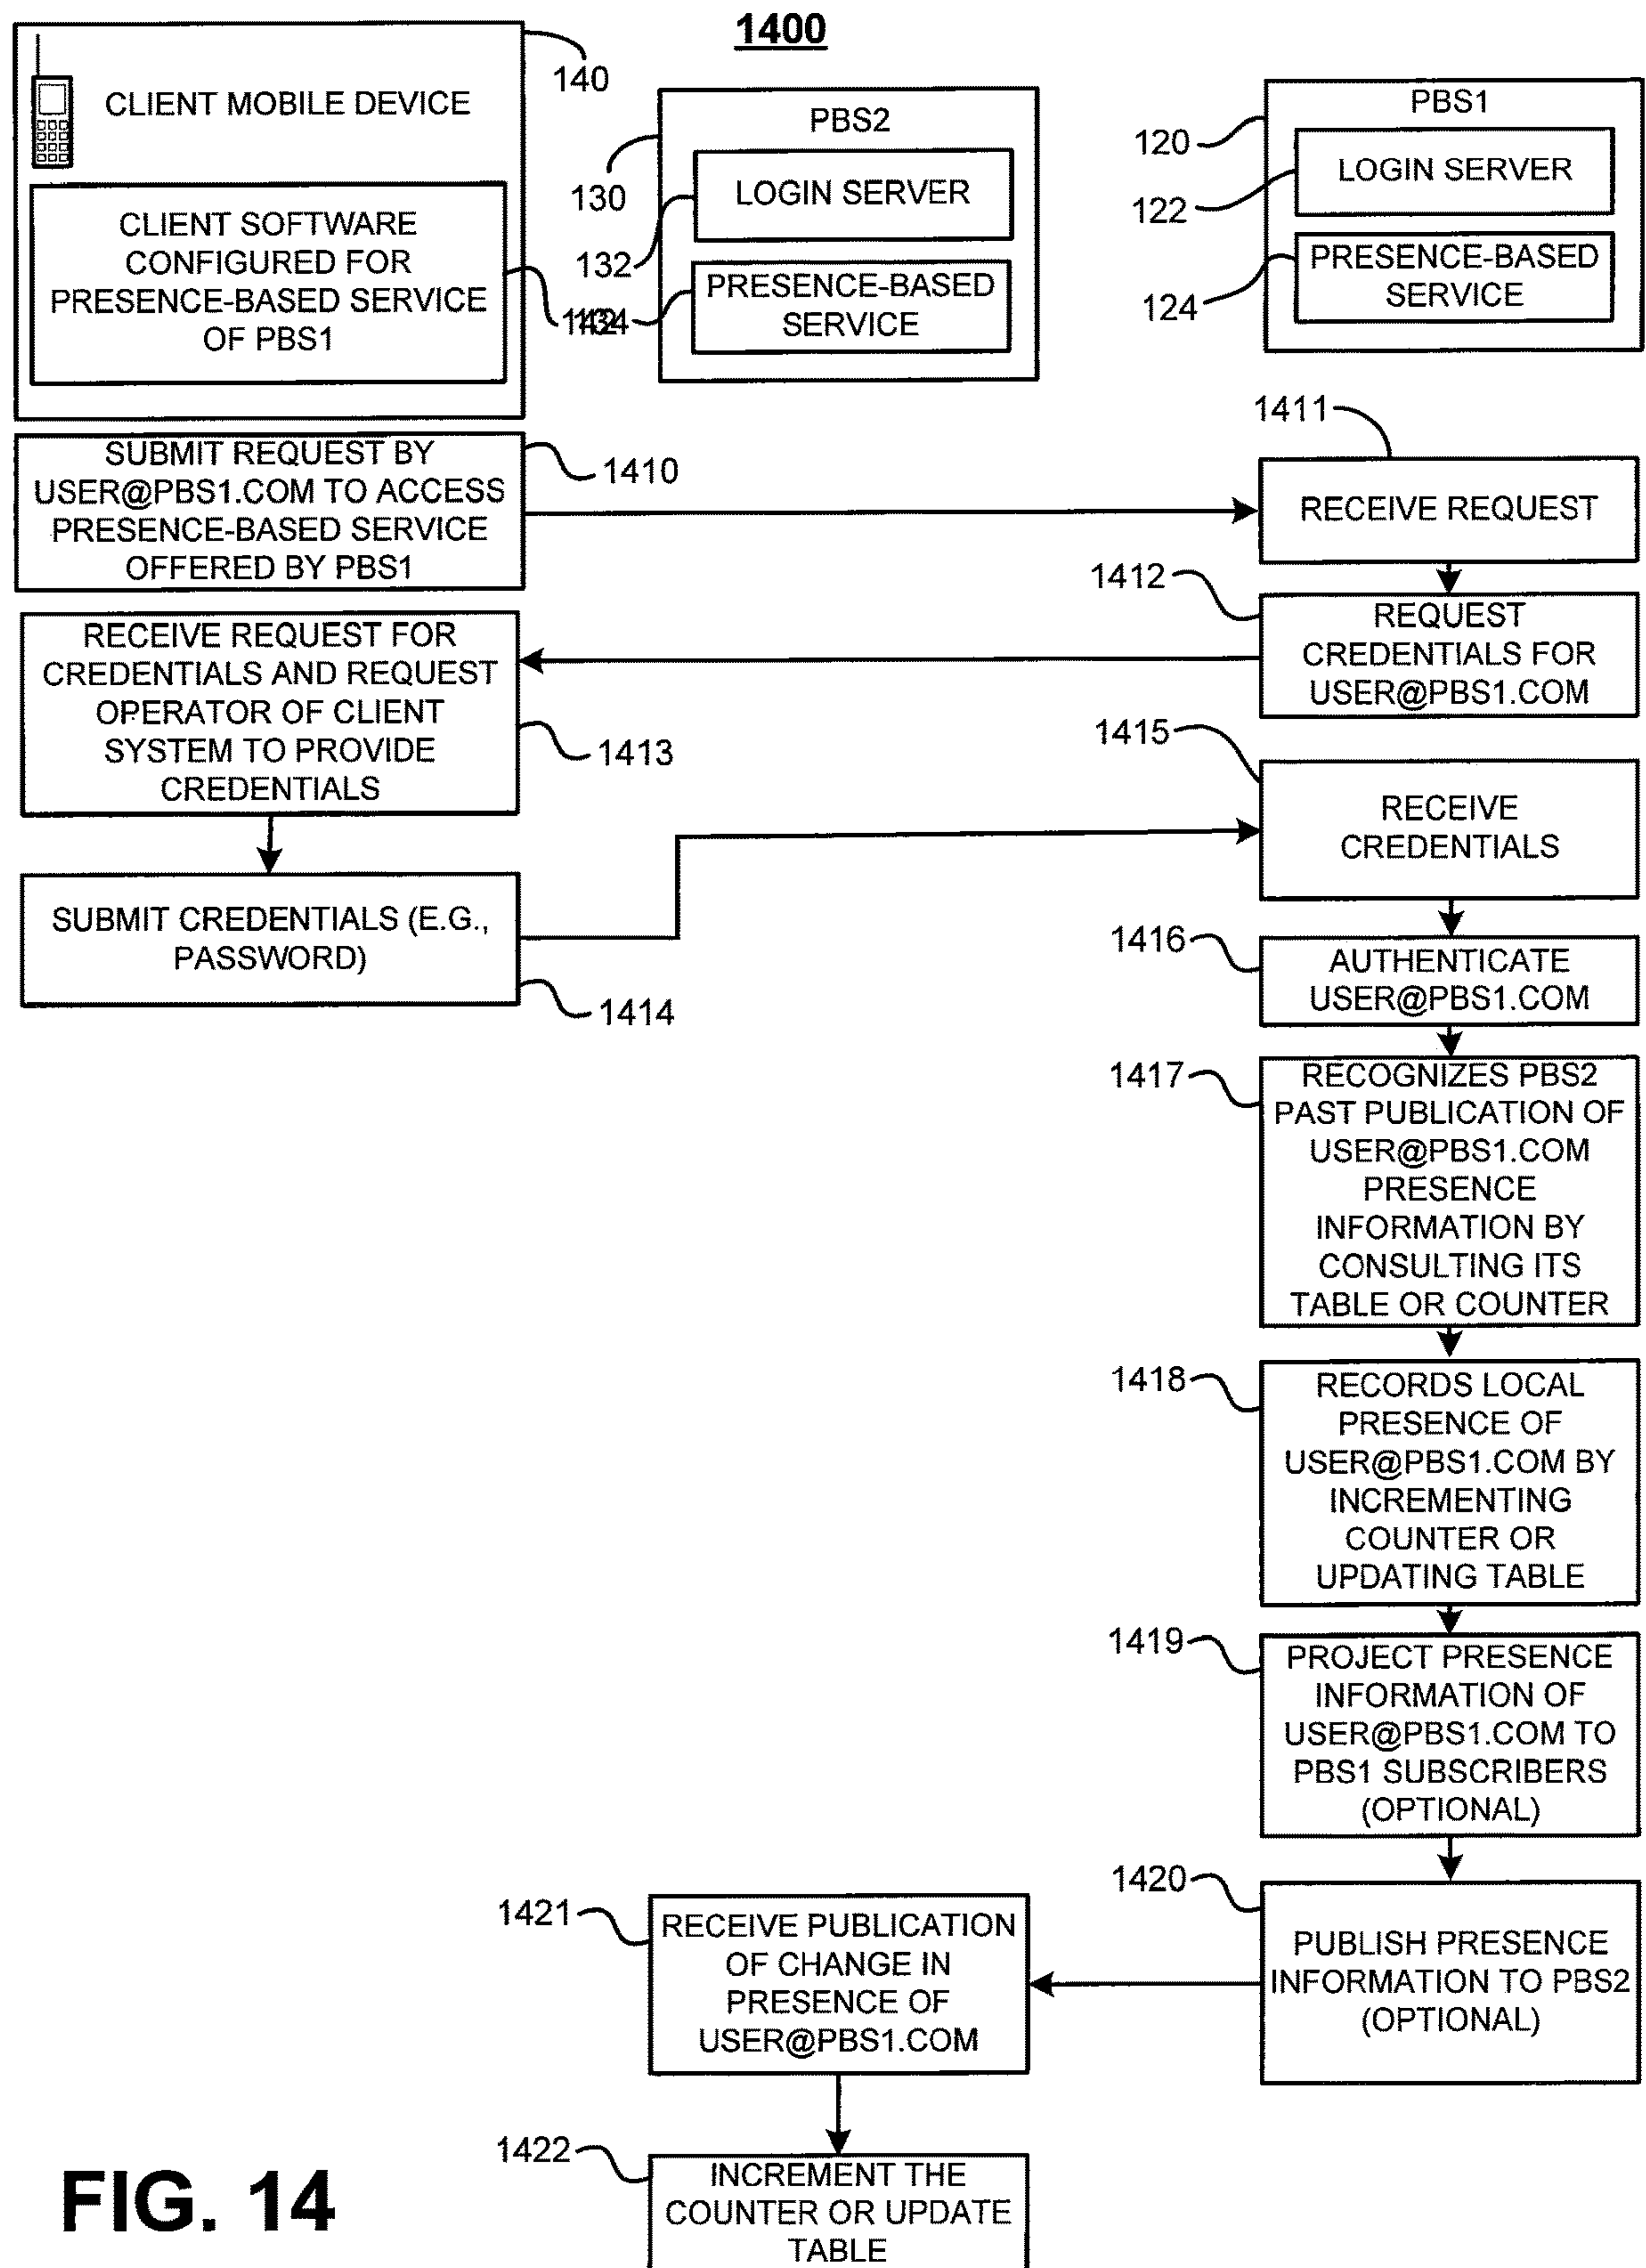 1400
140
CLIENT MOBILE DEVICE
CLIENT SOFTWARE
CONFIGURED FOR
PRESENCE-BASED SERVICE
OF PBS1
PBS2
130
LOGIN SERVER
132
PRESENCE-BASED
SERVICE
PBS1
120
LOGIN SERVER
122
PRESENCE-BASED
SERVICE
124
SUBMIT REQUEST BY
USER@PBS1.COM TO ACCESS
PRESENCE-BASED SERVICE
OFFERED BY PBS1
1410
1411
RECEIVE REQUEST
1412
REQUEST
CREDENTIALS FOR
USER@PBS1.COM
RECEIVE REQUEST FOR
CREDENTIALS AND REQUEST
OPERATOR OF CLIENT
SYSTEM TO PROVIDE
CREDENTIALS
1413
SUBMIT CREDENTIALS (E.G.,
PASSWORD)
1414
1415
RECEIVE
CREDENTIALS
1416
AUTHENTICATE
USER@PBS1.COM
1417
RECOGNIZES PBS2
PAST PUBLICATION OF
USER@PBS1.COM
PRESENCE
INFORMATION BY
CONSULTING ITS
TABLE OR COUNTER
1418
RECORDS LOCAL
PRESENCE OF
USER@PBS1.COM BY
INCREMENTING
COUNTER OR
UPDATING TABLE
1419
PROJECT PRESENCE
INFORMATION OF
USER@PBS1.COM TO
PBS1 SUBSCRIBERS
(OPTIONAL)
1420
PUBLISH PRESENCE
INFORMATION TO PBS2
(OPTIONAL)
1421
RECEIVE PUBLICATION
OF CHANGE IN
PRESENCE OF
USER@PBS1.COM
1422
INCREMENT THE
COUNTER OR UPDATE
TABLE
FIG. 14